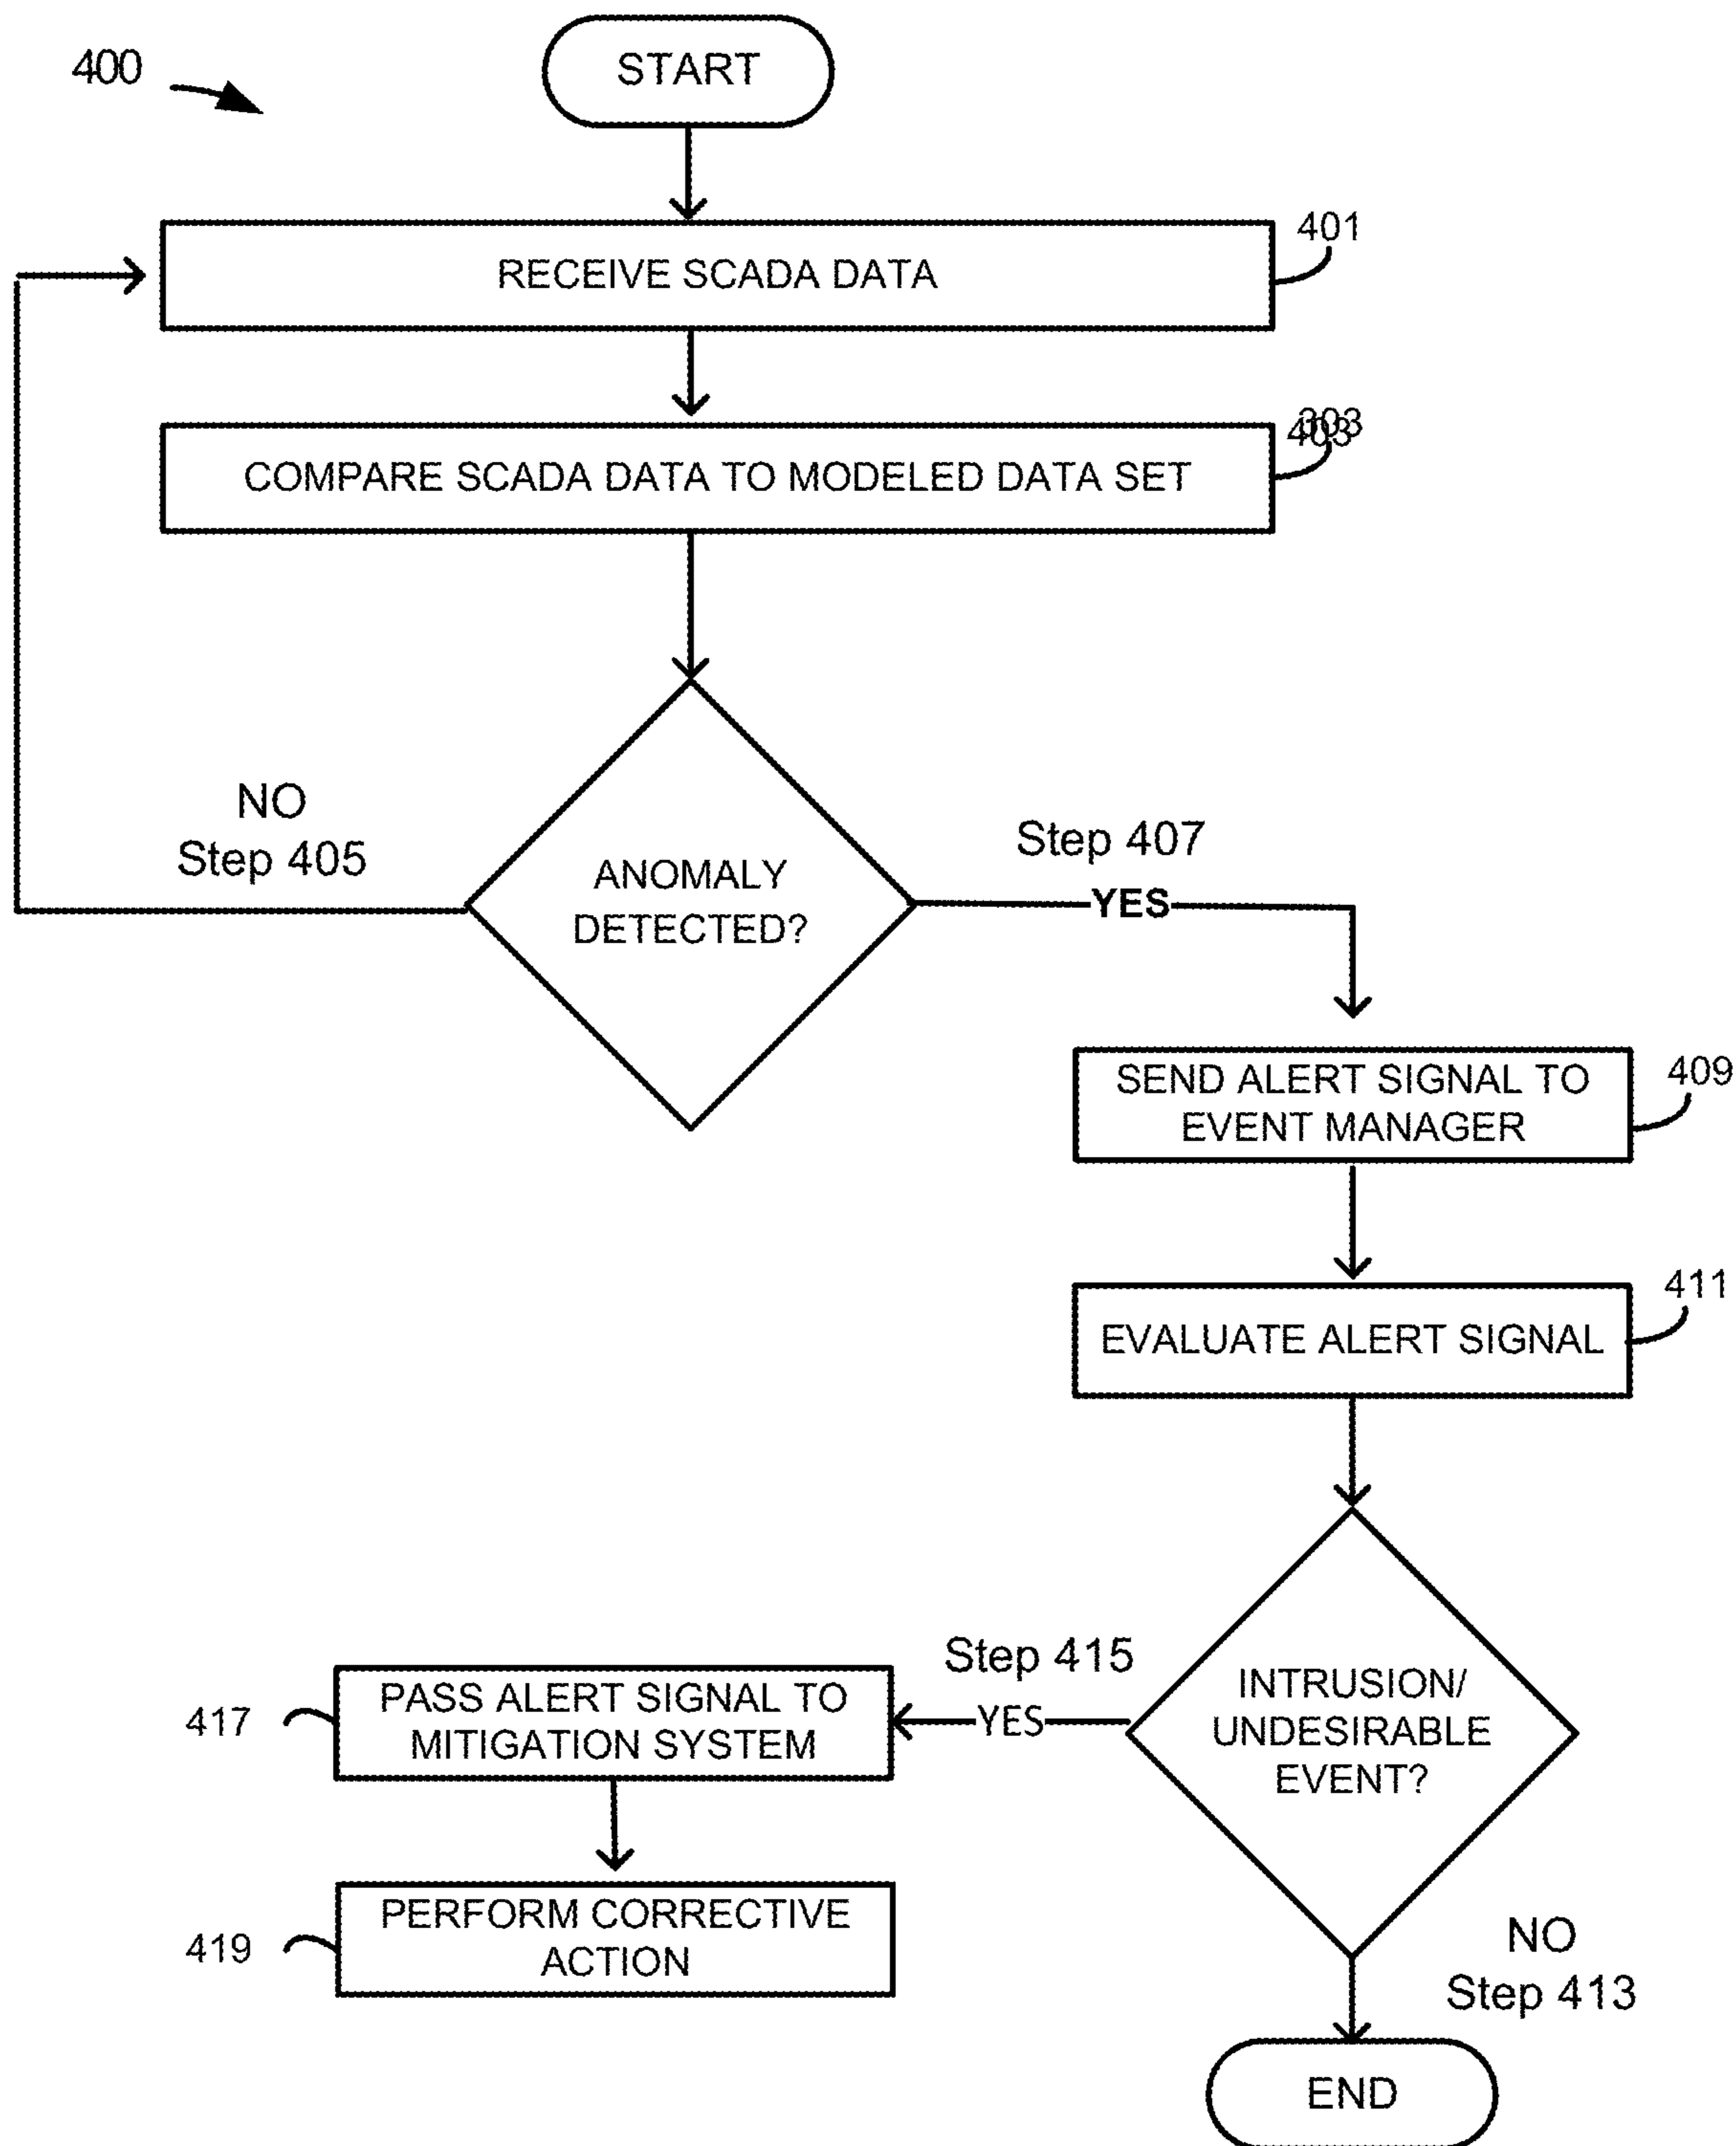 400
START
RECEIVE SCADA DATA
401
COMPARE SCADA DATA TO MODELED DATA SET
303
403
NO
Step 405
ANOMALY
DETECTED?
Step 407
YES
SEND ALERT SIGNAL TO
EVENT MANAGER
409
EVALUATE ALERT SIGNAL
411
INTRUSION/
UNDESIRABLE
EVENT?
Step 415
YES
PASS ALERT SIGNAL TO
MITIGATION SYSTEM
417
PERFORM CORRECTIVE
ACTION
419
NO
Step 413
END